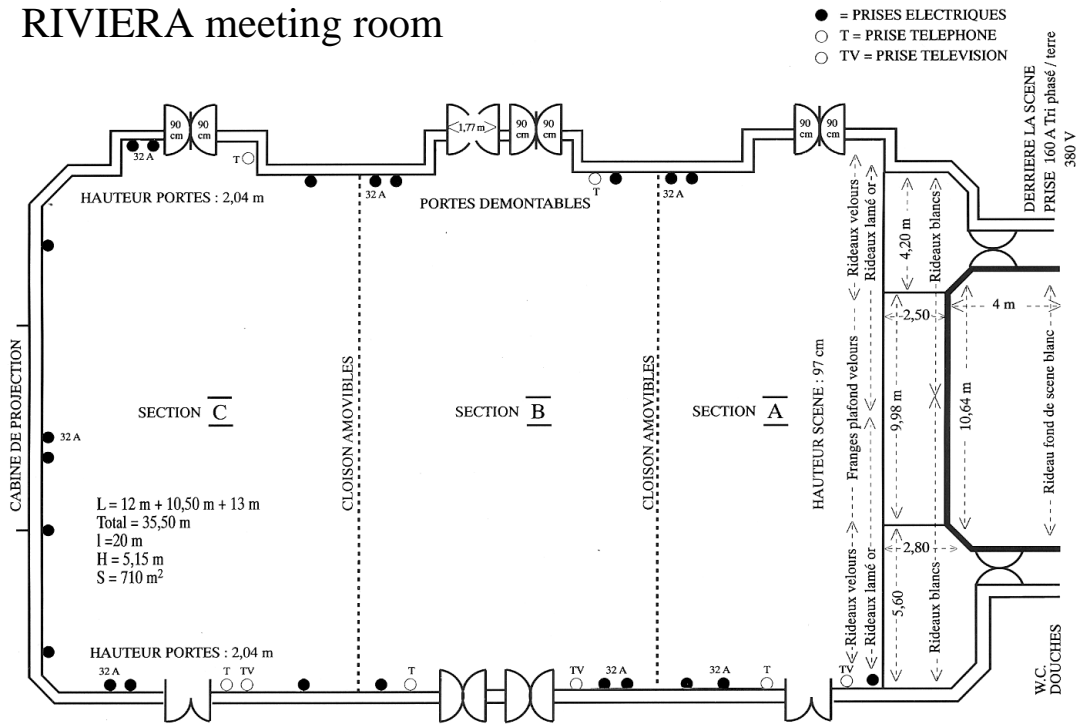 RIVIERA meeting room
= PRISES ELECTRIQUES
T = PRISE TELEPHONE
TV = PRISE TELEVISION
DERRIERE LA SCENE
PRISE 160 A Tri phasé / terre
380 V
90 cm
90 cm
1,77 m
90 cm
90 cm
90 cm
90 cm
32 A
T
HAUTEUR PORTES : 2,04 m
32 A
PORTES DEMONTABLES
T
32 A
Rideaux velours
Rideaux lamé or
4,20 m
Rideaux blancs
2,50
4 m
CABINE DE PROJECTION
SECTION C
CLOISON AMOVIBLES
SECTION B
CLOISON AMOVIBLES
SECTION A
HAUTEUR SCENE : 97 cm
Franges plafond velours
9,98 m
10,64 m
Rideau fond de scene blanc
32 A
L = 12 m + 10,50 m + 13 m
Total = 35,50 m
l =20 m
H = 5,15 m
S = 710 m²
2,80
Rideaux velours
Rideaux lamé or
5,60
Rideaux blancs
W.C.
DOUCHES
HAUTEUR PORTES : 2,04 m
32 A
T
TV
T
TV
32 A
32 A
T
TV